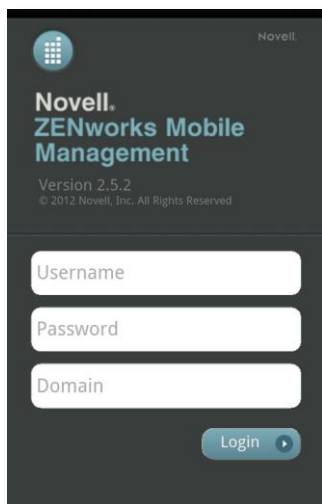 Novell.
Novell®
ZENworks Mobile
Management
Version 2.5.2
© 2012 Novell, Inc. All Rights Reserved
Username
Password
Domain
Login